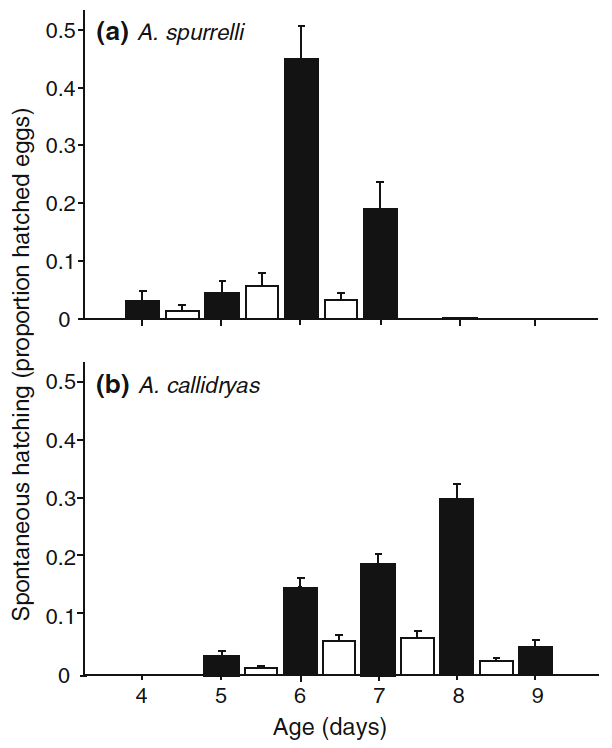 Spontaneous hatching (proportion hatched eggs)
(a) A. spurrelli
0.5
0.4
0.3
0.2
0.1
0
(b) A. callidryas
0.5
0.4
0.3
0.2
0.1
0
4 5 6 7 8 9
Age (days)